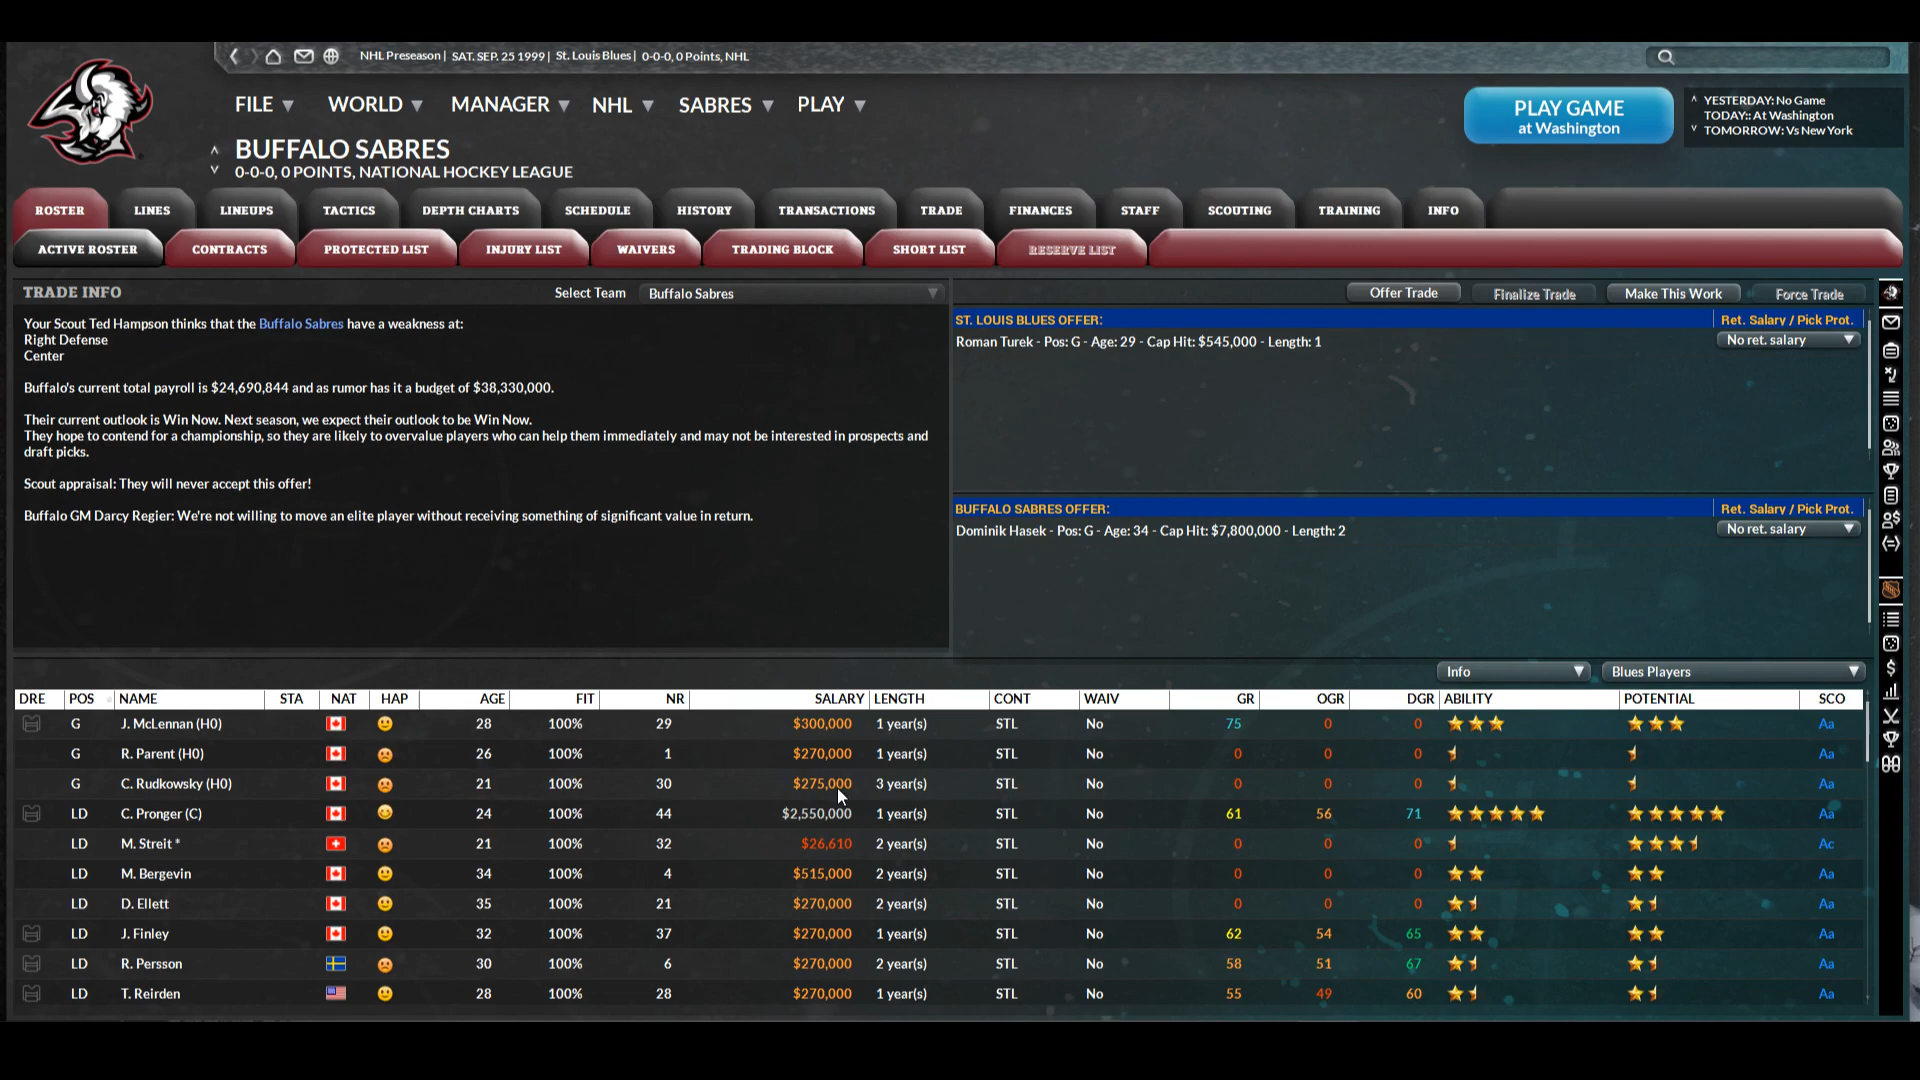 NHL Preseason | SAT. SEP. 25 1999 | St. Louis Blues | 0-0-0, 0 Points, NHL
FILE WORLD MANAGER NHL SABRES PLAY
PLAY GAME
at Washington
YESTERDAY: No Game
TODAY:: At Washington
TOMORROW: Vs New York
BUFFALO SABRES
0-0-0, 0 POINTS, NATIONAL HOCKEY LEAGUE
ROSTER LINES LINEUPS TACTICS DEPTH CHARTS SCHEDULE HISTORY TRANSACTIONS TRADE FINANCES STAFF SCOUTING TRAINING INFO
ACTIVE ROSTER CONTRACTS PROTECTED LIST INJURY LIST WAIVERS TRADING BLOCK SHORT LIST RESERVE LIST
TRADE INFO Select Team Buffalo Sabres
Your Scout Ted Hampson thinks that the Buffalo Sabres have a weakness at:
Right Defense
Center
Buffalo's current total payroll is $24,690,844 and as rumor has it a budget of $38,330,000.
Their current outlook is Win Now. Next season, we expect their outlook to be Win Now.
They hope to contend for a championship, so they are likely to overvalue players who can help them immediately and may not be interested in prospects and
draft picks.
Scout appraisal: They will never accept this offer!
Buffalo GM Darcy Regier: We're not willing to move an elite player without receiving something of significant value in return.
Offer Trade Finalize Trade Make This Work Force Trade
ST. LOUIS BLUES OFFER: Ret. Salary / Pick Prot.
Roman Turek - Pos: G - Age: 29 - Cap Hit: $545,000 - Length: 1 No ret. salary
BUFFALO SABRES OFFER: Ret. Salary / Pick Prot.
Dominik Hasek - Pos: G - Age: 34 - Cap Hit: $7,800,000 - Length: 2 No ret. salary
Info Blues Players
DRE POS NAME STA NAT HAP AGE FIT NR SALARY LENGTH CONT WAIV GR OGR DGR ABILITY POTENTIAL SCO
G J. McLennan (H0) 28 100% 29 $300,000 1 year(s) STL No 75 0 0 Aa
G R. Parent (H0) 26 100% 1 $270,000 1 year(s) STL No 0 0 0 Aa
G C. Rudkowsky (H0) 21 100% 30 $275,000 3 year(s) STL No 0 0 0 Aa
LD C. Pronger (C) 24 100% 44 $2,550,000 1 year(s) STL No 61 56 71 Aa
LD M. Streit * 21 100% 32 $26,610 2 year(s) STL No 0 0 0 Ac
LD M. Bergevin 34 100% 4 $515,000 2 year(s) STL No 0 0 0 Aa
LD D. Ellett 35 100% 21 $270,000 2 year(s) STL No 0 0 0 Aa
LD J. Finley 32 100% 37 $270,000 1 year(s) STL No 62 54 65 Aa
LD R. Persson 30 100% 6 $270,000 2 year(s) STL No 58 51 67 Aa
LD T. Reirden 28 100% 28 $270,000 1 year(s) STL No 55 49 60 Aa